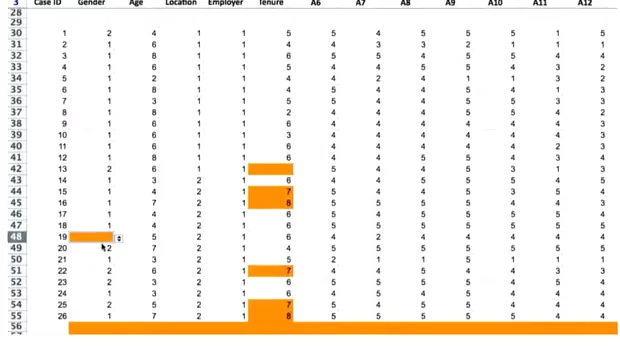 3 Case ID Gender Age Location Employer Tenure A6 A7 A8 A9 A10 A11 A12
28
29
30 1 2 4 1 1 5 5 4 5 5 5 1 5
31 2 1 6 1 1 4 4 3 3 2 1 1 1
32 3 1 8 1 1 6 5 5 4 5 5 4 4
33 4 1 6 1 1 5 4 4 5 5 4 3 2
34 5 1 2 1 1 4 4 2 4 1 1 3 2
35 6 1 8 1 1 4 5 4 4 5 4 1 3
36 7 1 3 1 1 5 5 4 4 5 5 3 3
37 8 1 8 1 1 2 4 4 4 5 5 4 2
38 9 1 6 1 1 6 4 4 4 4 4 4 3
39 10 1 6 1 1 3 4 4 4 4 4 4 3
40 11 1 6 1 1 6 4 4 4 4 4 2 3
41 12 1 8 1 1 6 4 4 5 5 4 3 4
42 13 2 6 1 1 5 4 4 5 3 1 3
43 14 1 3 2 1 6 4 4 5 5 5 4 5
44 15 1 4 2 1 7 5 4 4 5 3 5 4
45 16 1 7 2 1 8 5 5 5 5 4 4 3
46 17 1 4 2 1 6 5 4 5 5 5 5 4
47 18 1 4 2 1 6 5 5 5 5 5 5 5
48 19 5 2 1 6 4 2 4 4 4 4 4
49 20 2 7 2 1 4 5 5 5 5 5 5 5
50 21 1 3 2 1 5 2 1 1 5 1 1 1
51 22 2 6 2 1 7 4 4 5 4 4 3 3
52 23 2 3 2 1 6 5 5 5 5 4 5 4
53 24 1 3 2 1 6 4 5 4 5 4 4 4
54 25 2 5 2 1 7 5 4 5 5 4 4 4
55 26 1 7 2 1 8 5 5 5 5 5 4 4
56